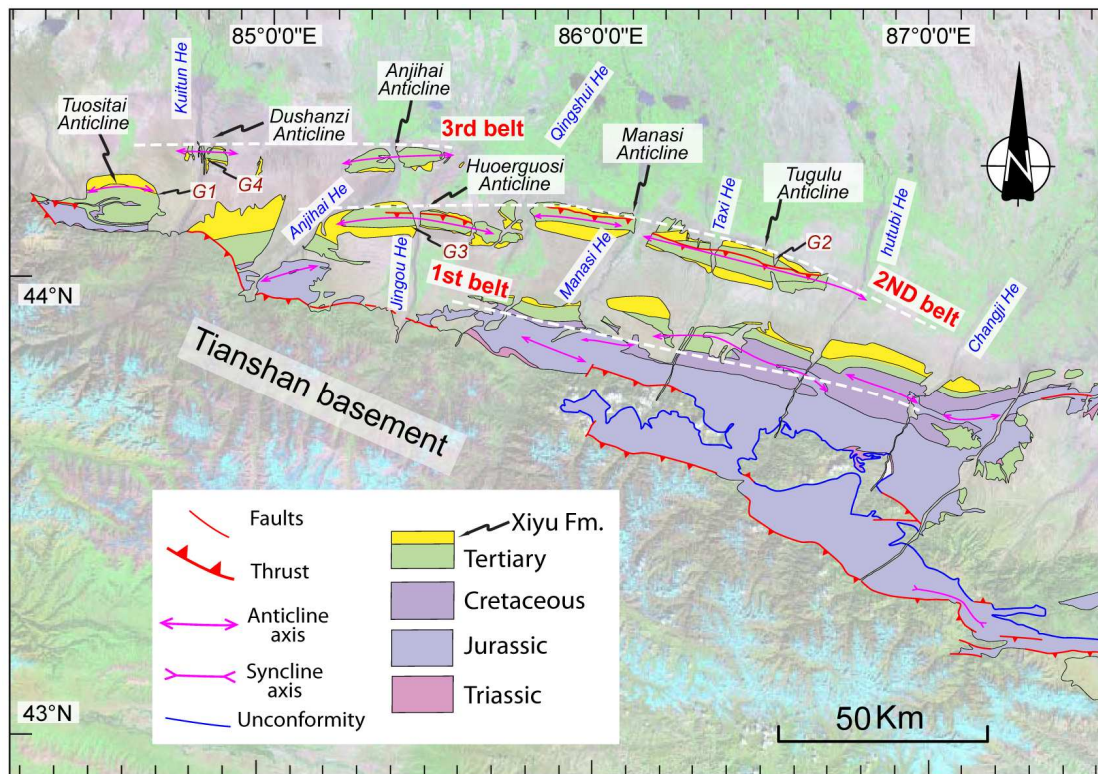 85°0'0"E
86°0'0"E
87°0'0"E
Kuitun He
Anjihai
Anticline
Tuositai
Anticline
Dushanzi
Anticline
3rd belt
Qingshui He
Manasi
Anticline
Huoerguosi
Anticline
Tugulu
Anticline
N
G1
G4
Anjihai He
Taxi He
hutubi He
G3
G2
Jingou He
1st belt
Manasi He
2ND belt
Changji He
44°N
Tianshan basement
Faults
Thrust
Anticline
axis
Syncline
axis
Unconformity
Xiyu Fm.
Tertiary
Cretaceous
Jurassic
Triassic
43°N
50 Km